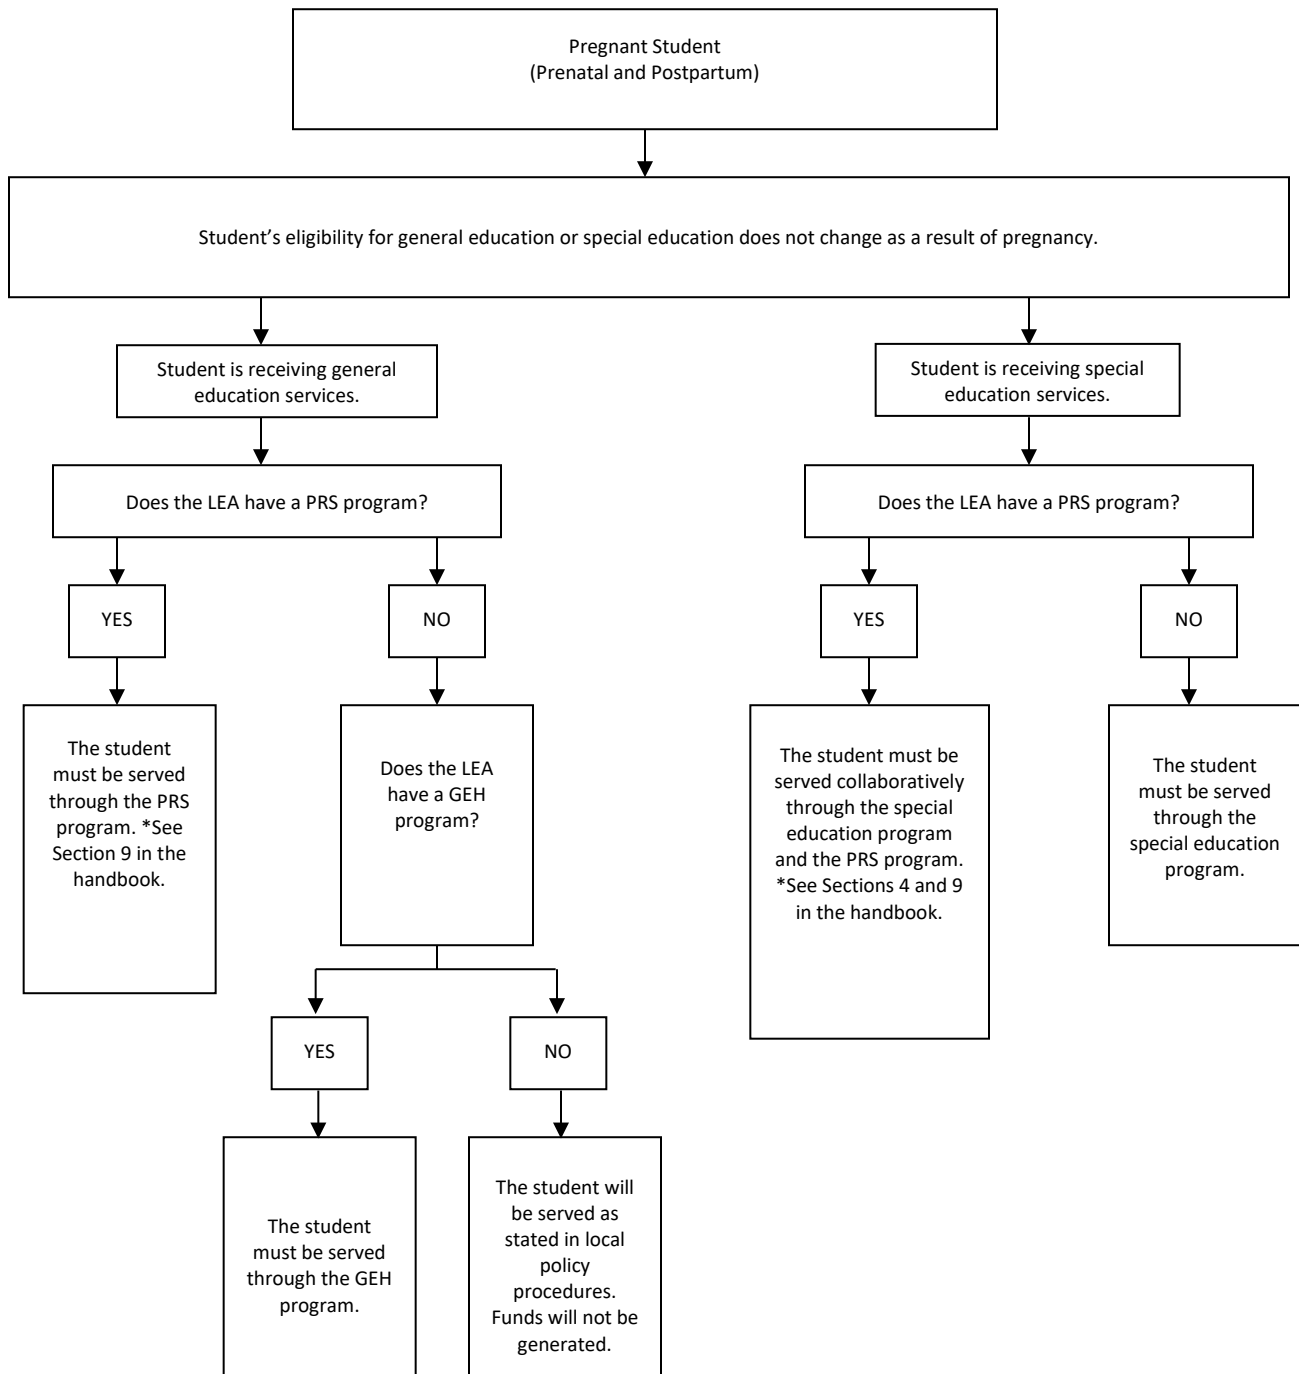 Pregnant Student
(Prenatal and Postpartum)
Student’s eligibility for general education or special education does not change as a result of pregnancy.
Student is receiving general
education services.
Student is receiving special
education services.
Does the LEA have a PRS program?
Does the LEA have a PRS program?
YES
NO
YES
NO
The student
must be served
through the PRS
program. *See
Section 9 in the
handbook.
Does the LEA
have a GEH
program?
The student must be
served collaboratively
through the special
education program
and the PRS program.
*See Sections 4 and 9
in the handbook.
The student
must be served
through the
special education
program.
YES
NO
The student
must be served
through the GEH
program.
The student will
be served as
stated in local
policy
procedures.
Funds will not be
generated.